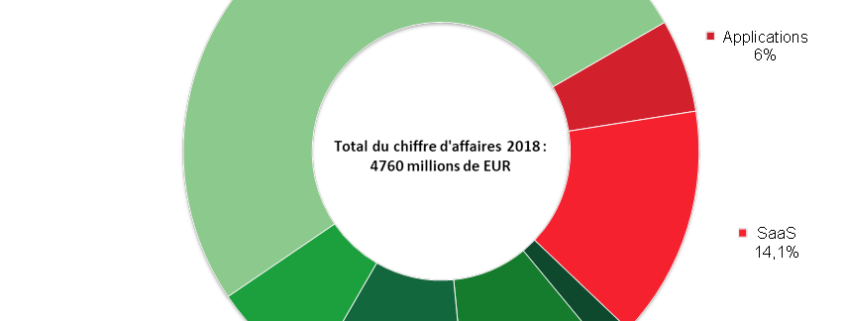 Applications
6%
Total du chiffre d'affaires 2018 :
4760 millions de EUR
SaaS
14,1%